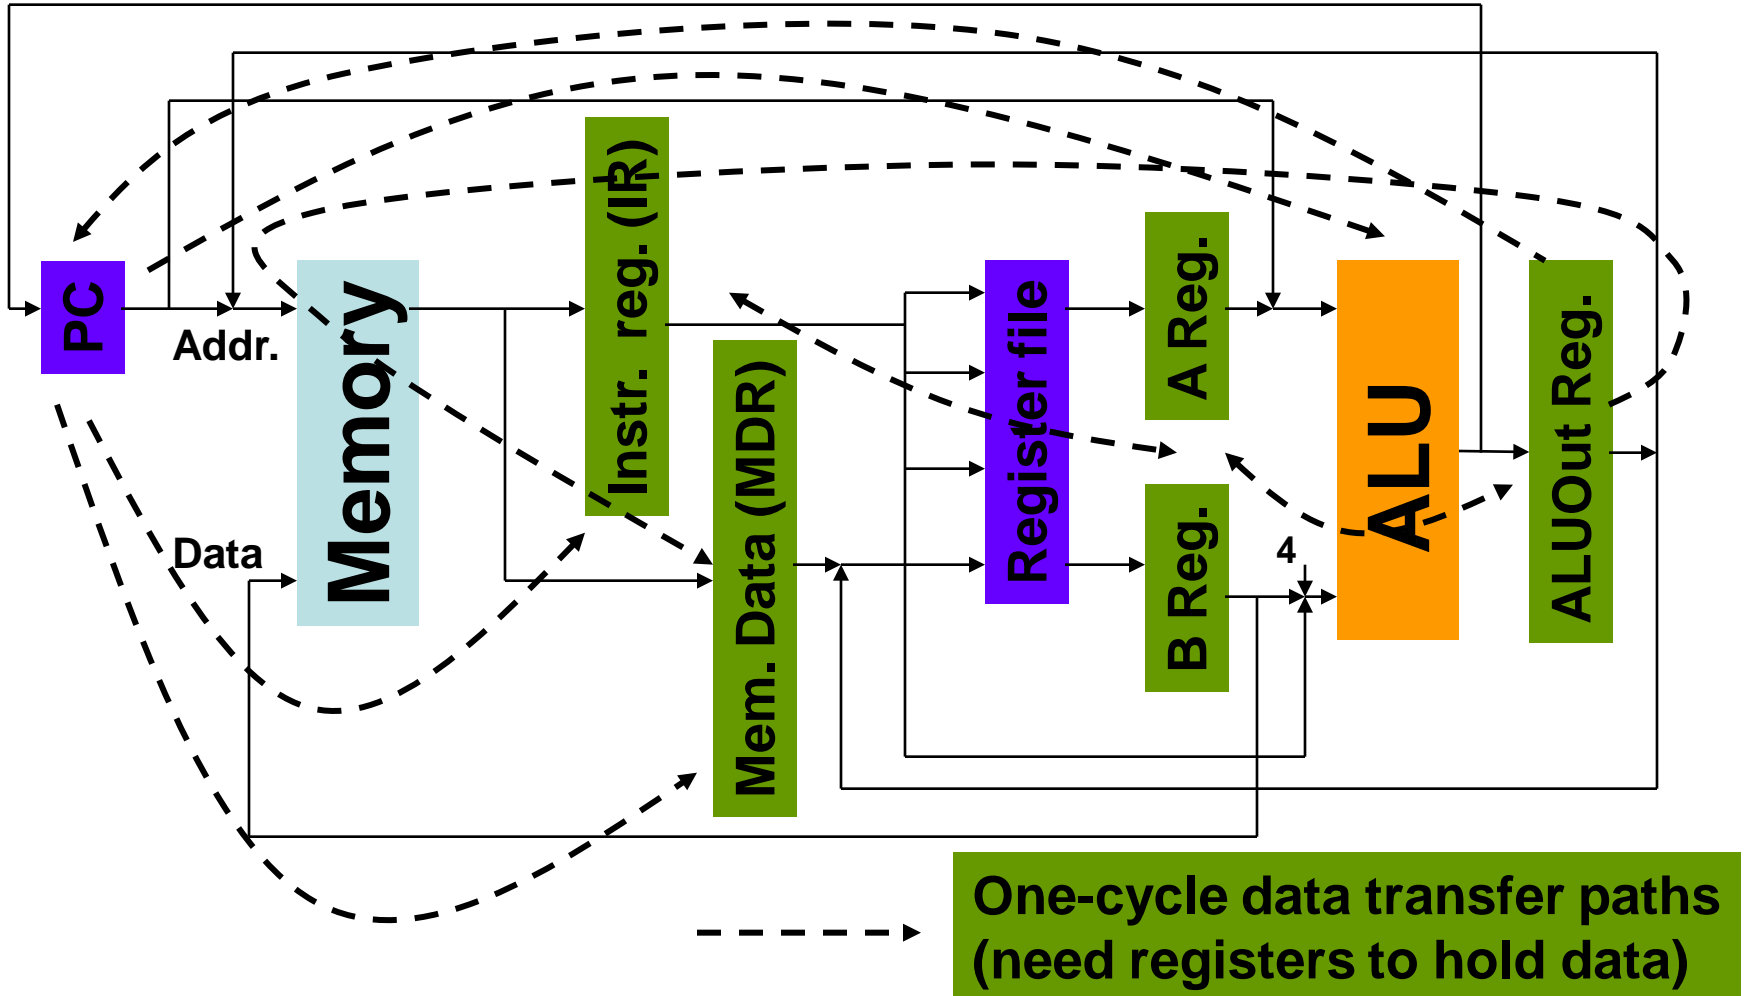 PC
Addr.
Data
Memory
Instr. reg. (IR)
Mem. Data (MDR)
Register file
A Reg.
B Reg.
4
ALU
ALUOut Reg.
One-cycle data transfer paths
(need registers to hold data)